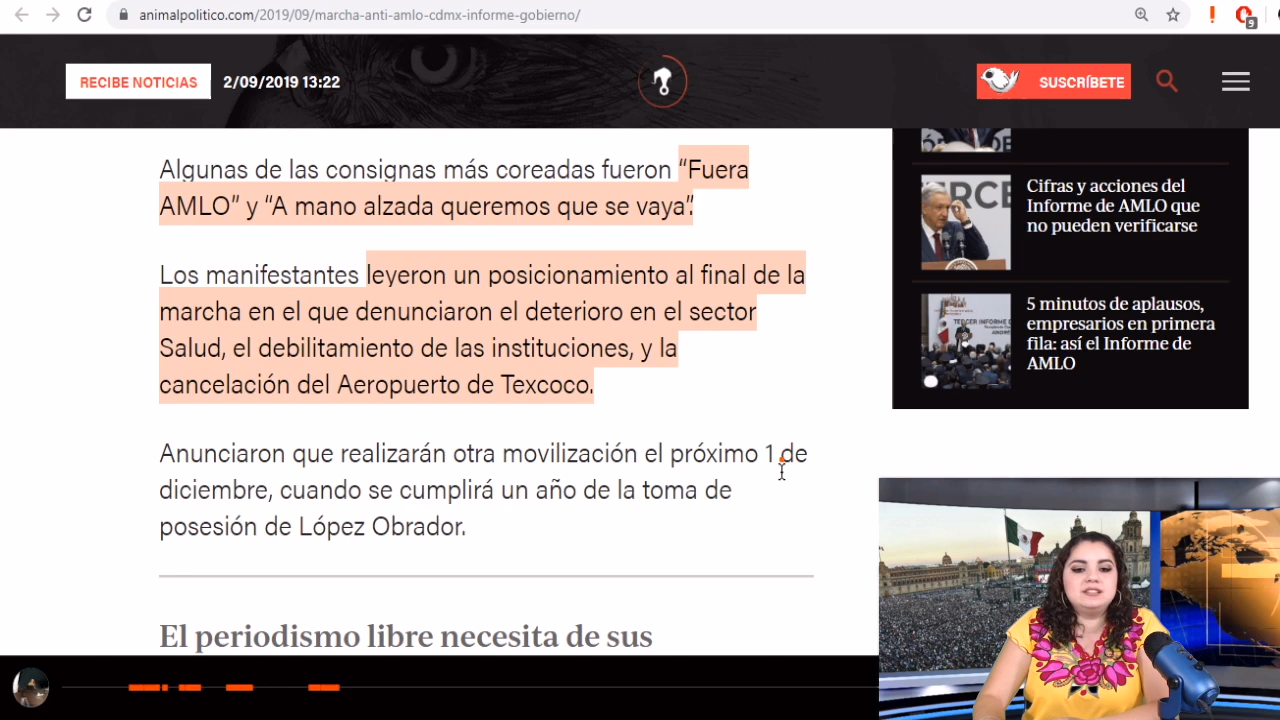 animalpolitico.com/2019/09/marcha-anti-amlo-cdmx-informe-gobierno/
9
RECIBE NOTICIAS
2/09/2019 13:22
SUSCRÍBETE
Algunas de las consignas más coreadas fueron “Fuera
AMLO” y “A mano alzada queremos que se vaya”.
Los manifestantes leyeron un posicionamiento al final de la
marcha en el que denunciaron el deterioro en el sector
Salud, el debilitamiento de las instituciones, y la
cancelación del Aeropuerto de Texcoco.
Anunciaron que realizarán otra movilización el próximo 1 de
diciembre, cuando se cumplirá un año de la toma de
posesión de López Obrador.
El periodismo libre necesita de sus
Cifras y acciones del
Informe de AMLO que
no pueden verificarse
5 minutos de aplausos,
empresarios en primera
fila: así el Informe de
AMLO